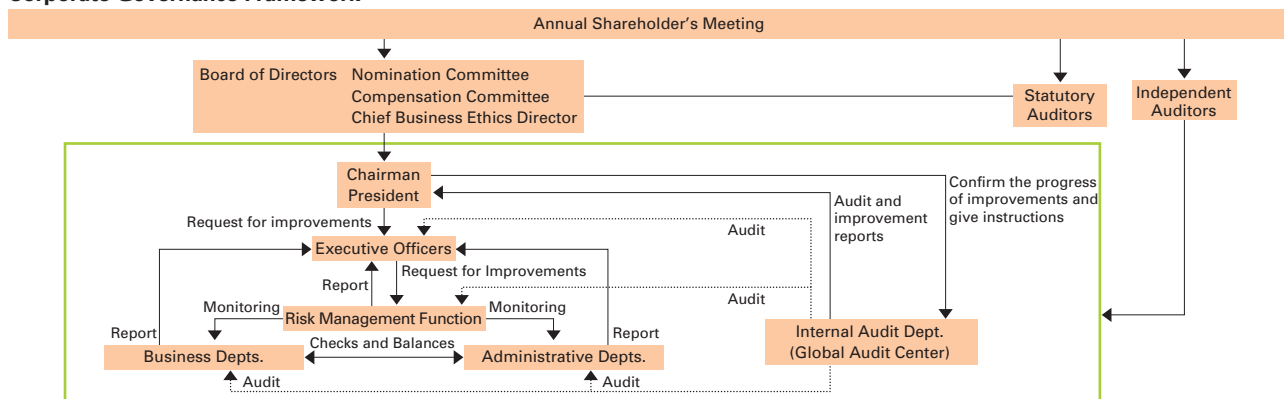 Corporate Governance Framework
Annual Shareholder's Meeting
Board of Directors Nomination Committee
Compensation Committee
Chief Business Ethics Director
Statutory
Auditors
Independent
Auditors
Chairman
President
Confirm the progress
of improvements and
give instructions
Audit and
improvement
reports
Request for improvements
Audit
Executive Officers
Request for Improvements
Report
Audit
Monitoring
Risk Management Function
Monitoring
Report
Report
Internal Audit Dept.
(Global Audit Center)
Checks and Balances
Business Depts.
Administrative Depts.
Audit
Audit